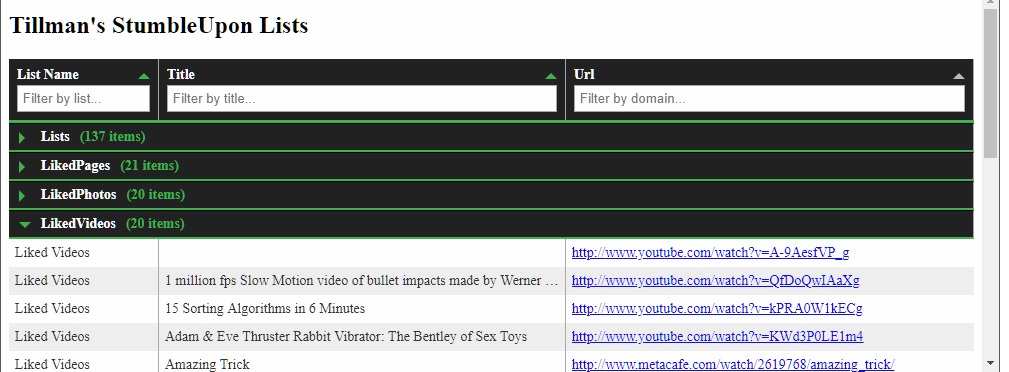 Tillman's StumbleUpon Lists
List Name Title Url
Filter by list... Filter by title... Filter by domain...
Lists (137 items)
LikedPages (21 items)
LikedPhotos (20 items)
LikedVideos (20 items)
Liked Videos http://www.youtube.com/watch?v=A-9AesfVP_g
Liked Videos 1 million fps Slow Motion video of bullet impacts made by Werner … http://www.youtube.com/watch?v=QfDoQwIAaXg
Liked Videos 15 Sorting Algorithms in 6 Minutes http://www.youtube.com/watch?v=kPRA0W1kECg
Liked Videos Adam & Eve Thruster Rabbit Vibrator: The Bentley of Sex Toys http://www.youtube.com/watch?v=KWd3P0LE1m4
Liked Videos Amazing Trick http://www.metacafe.com/watch/2619768/amazing_trick/